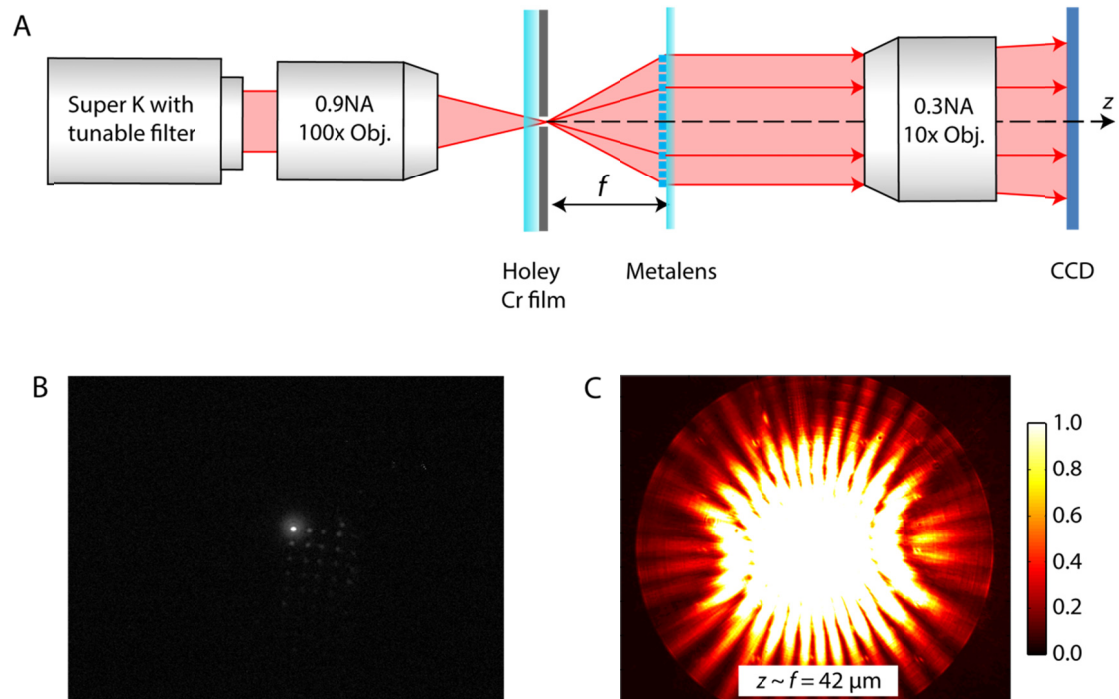 A
Super K with
tunable filter
0.9NA
100x Obj.
f
0.3NA
10x Obj.
z
Holey
Cr film
Metalens
CCD
B
C
z ~ f = 42 µm
1.0
0.8
0.6
0.4
0.2
0.0